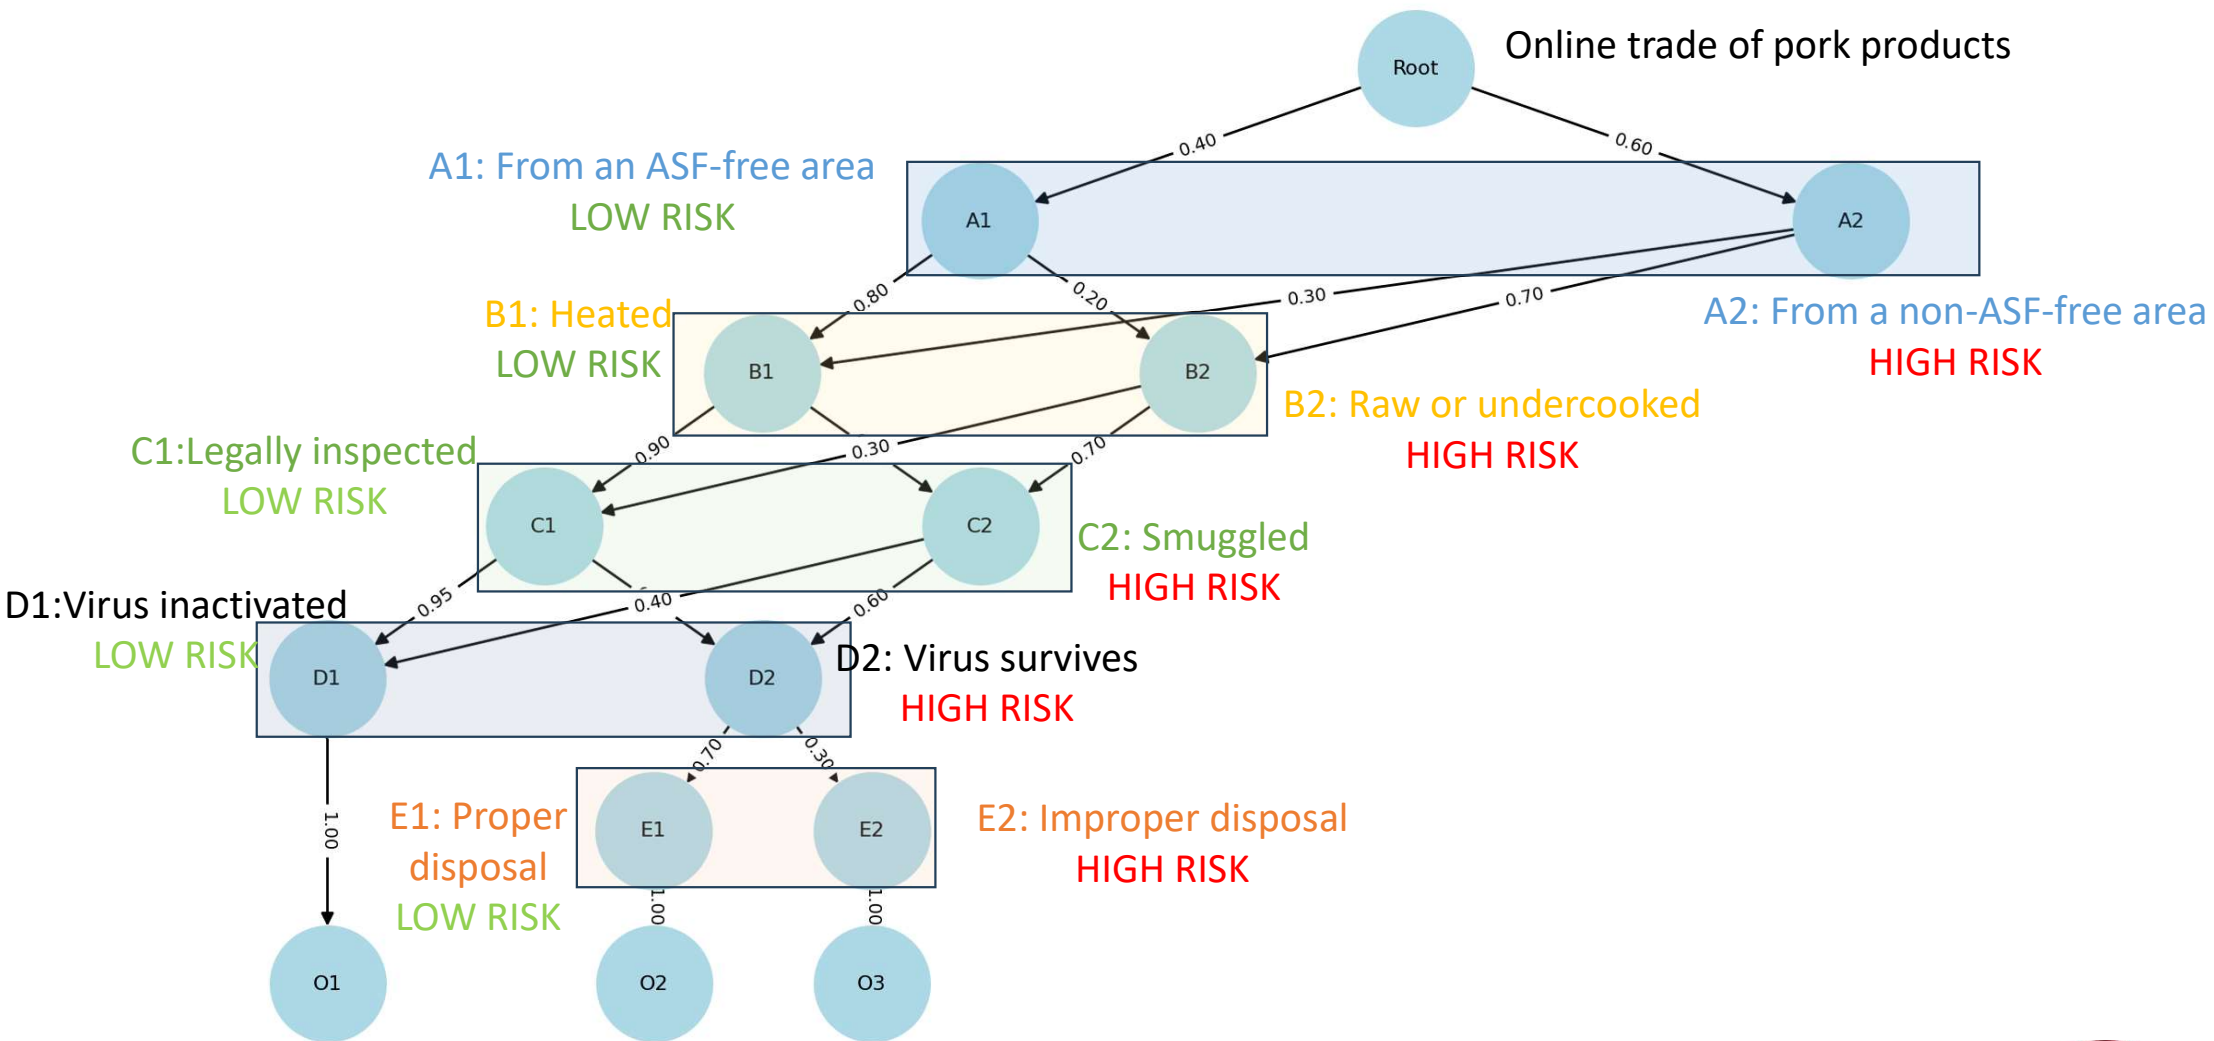 Root
Online trade of pork products
0.40
0.60
A1: From an ASF-free area
LOW RISK
A1
A2
0.80
0.20
0.30
0.70
A2: From a non-ASF-free area
HIGH RISK
B1: Heated
LOW RISK
B1
B2
B2: Raw or undercooked
HIGH RISK
0.90
0.30
0.70
C1:Legally inspected
LOW RISK
C1
C2
C2: Smuggled
HIGH RISK
0.95
0.40
0.60
D1:Virus inactivated
LOW RISK
D1
D2
D2: Virus survives
HIGH RISK
0.70
0.30
1.00
E1: Proper
disposal
LOW RISK
E1
E2
E2: Improper disposal
HIGH RISK
1.00
1.00
O1
O2
O3